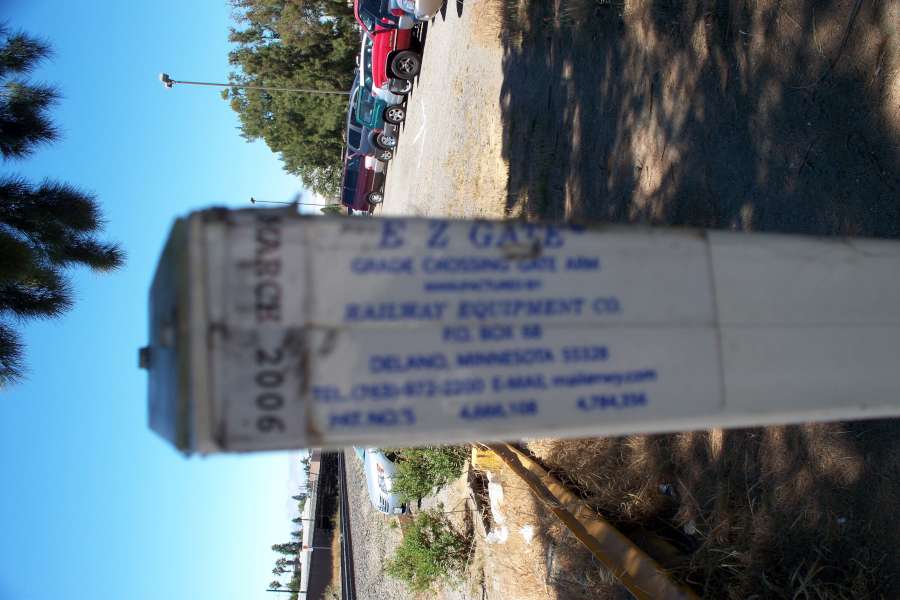 E Z GATE
GRADE CROSSING GATE ARM
MANUFACTURED BY
RAILWAY EQUIPMENT CO.
P.O. BOX 68
DELANO, MINNESOTA 55328
TEL. (763)-972-2200 E-MAIL
PAT. NO.'S 4,666,108 4,784,356
MARCH 2006